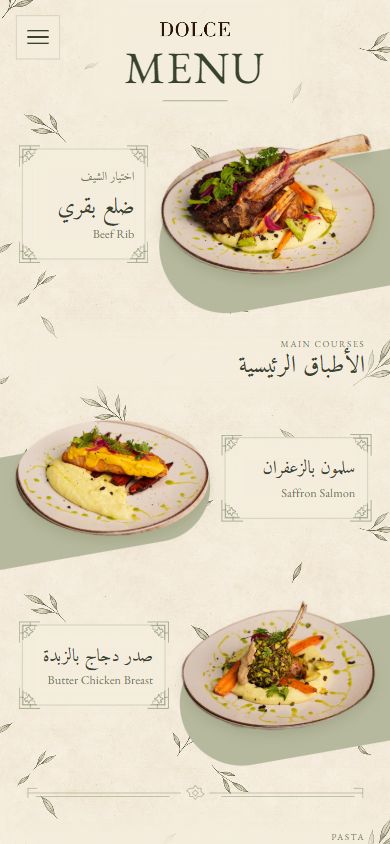 DOLCE
MENU
اختيار الشيف
ضلع بقري
Beef Rib
MAIN COURSES
الأطباق الرئيسية
سلمون بالزعفران
Saffron Salmon
صدر دجاج بالزبدة
Butter Chicken Breast
PASTA